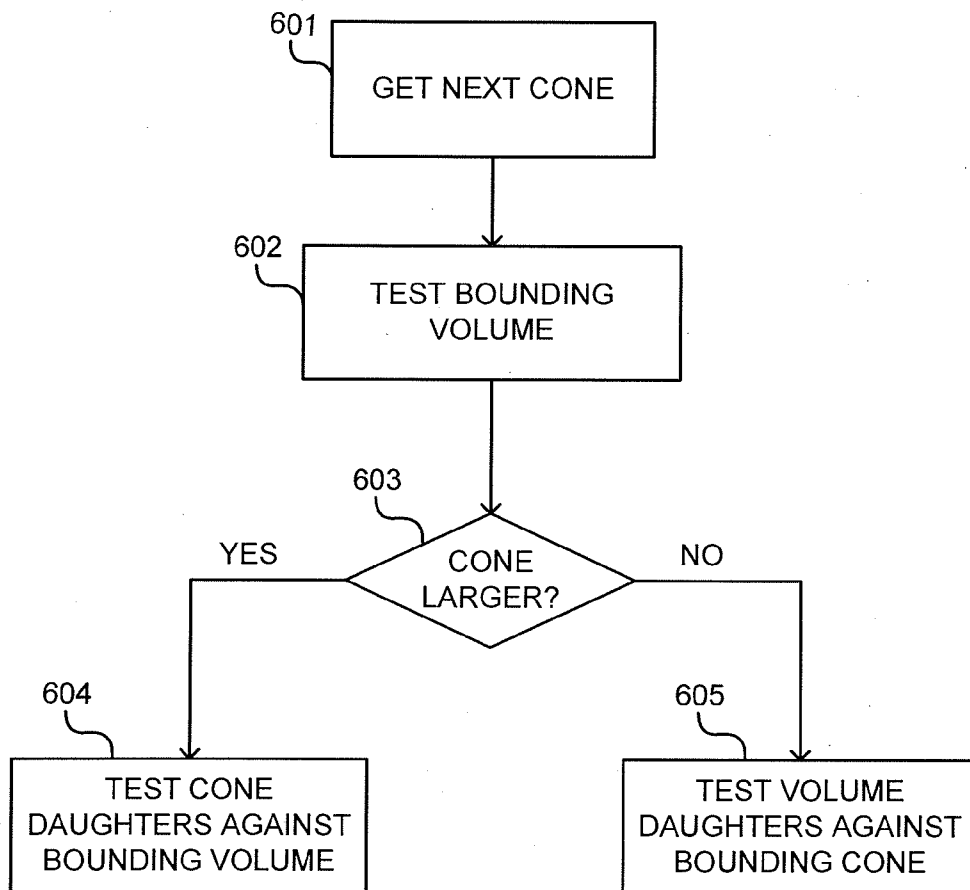 601
GET NEXT CONE
602
TEST BOUNDING
VOLUME
603
YES
CONE
LARGER?
NO
604
TEST CONE
DAUGHTERS AGAINST
BOUNDING VOLUME
605
TEST VOLUME
DAUGHTERS AGAINST
BOUNDING CONE